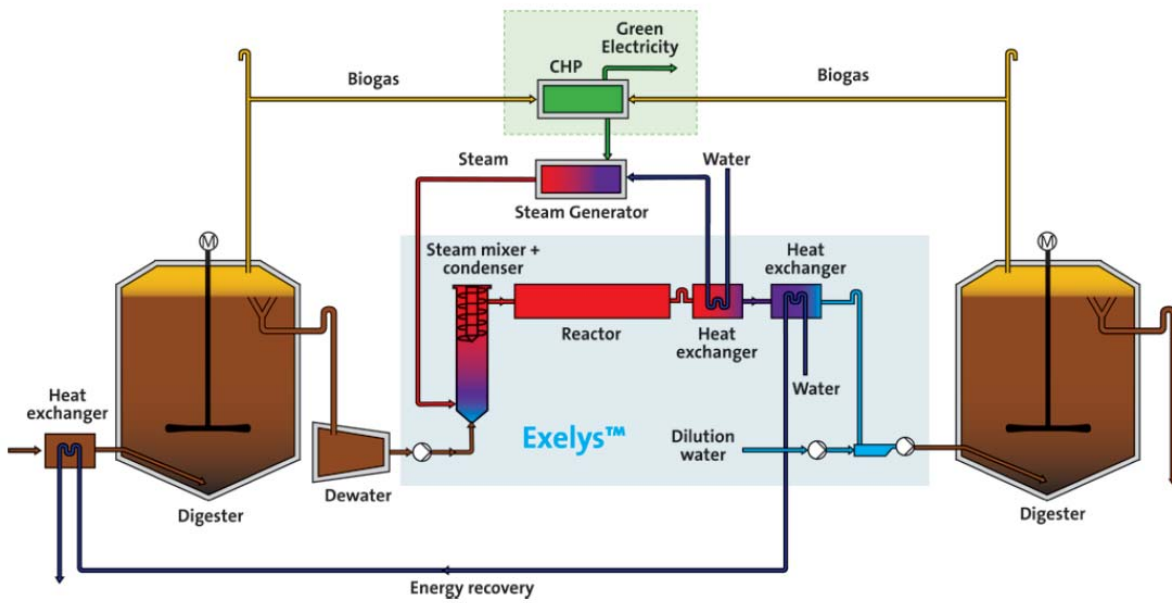 Green
Electricity
CHP
Biogas
Biogas
Steam
Water
Steam Generator
M
Steam mixer +
condenser
Heat
exchanger
M
Reactor
Heat
exchanger
Water
Heat
exchanger
Exelys™
Dilution
water
Dewater
Digester
Digester
Energy recovery